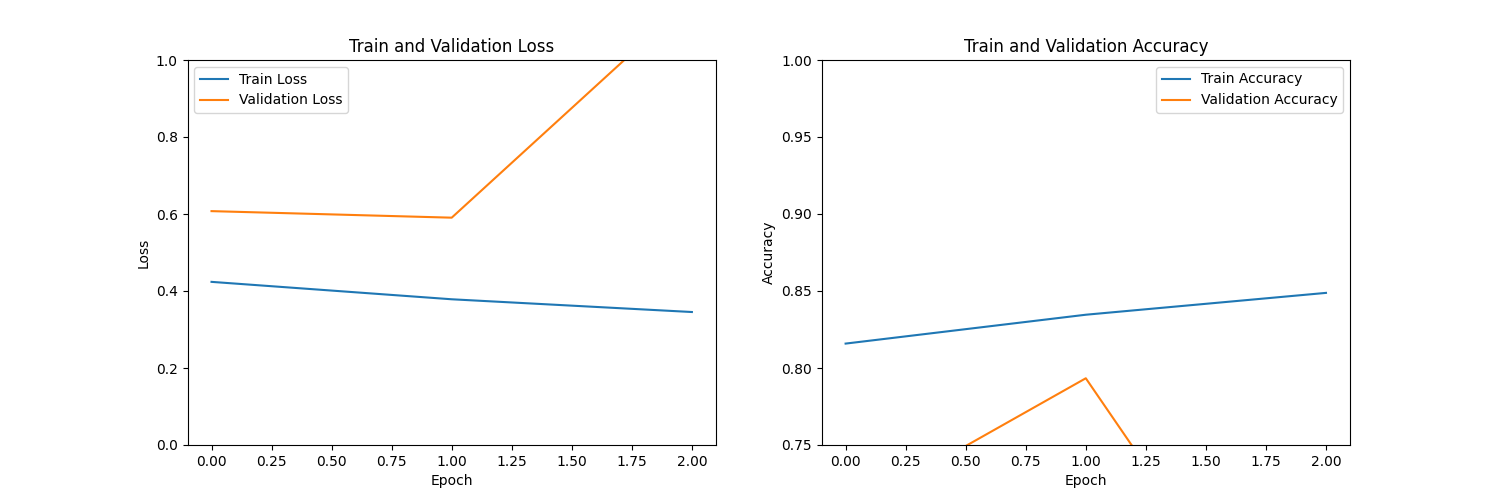 Train and Validation Loss
1.0
0.8
0.6
0.4
0.2
0.0
Loss
Train Loss
Validation Loss
0.00 0.25 0.50 0.75 1.00 1.25 1.50 1.75 2.00
Epoch
Train and Validation Accuracy
1.00
0.95
0.90
0.85
0.80
0.75
Accuracy
Train Accuracy
Validation Accuracy
0.00 0.25 0.50 0.75 1.00 1.25 1.50 1.75 2.00
Epoch